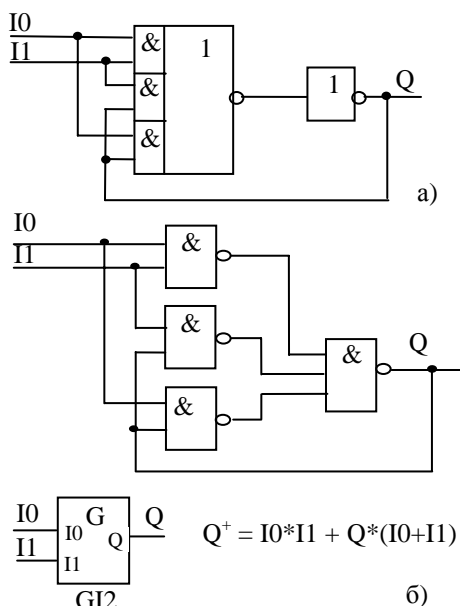 I0
I1
&
1
&
&
1
Q
а)
I0
I1
&
&
&
&
Q
I0
I1
I0
I1
G
Q
Q
Q⁺ = I0*I1 + Q*(I0+I1)
GI2
б)